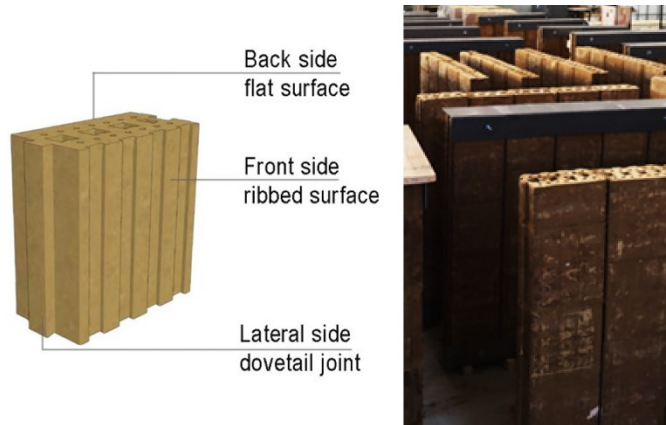 Back side
flat surface
Front side
ribbed surface
Lateral side
dovetail joint